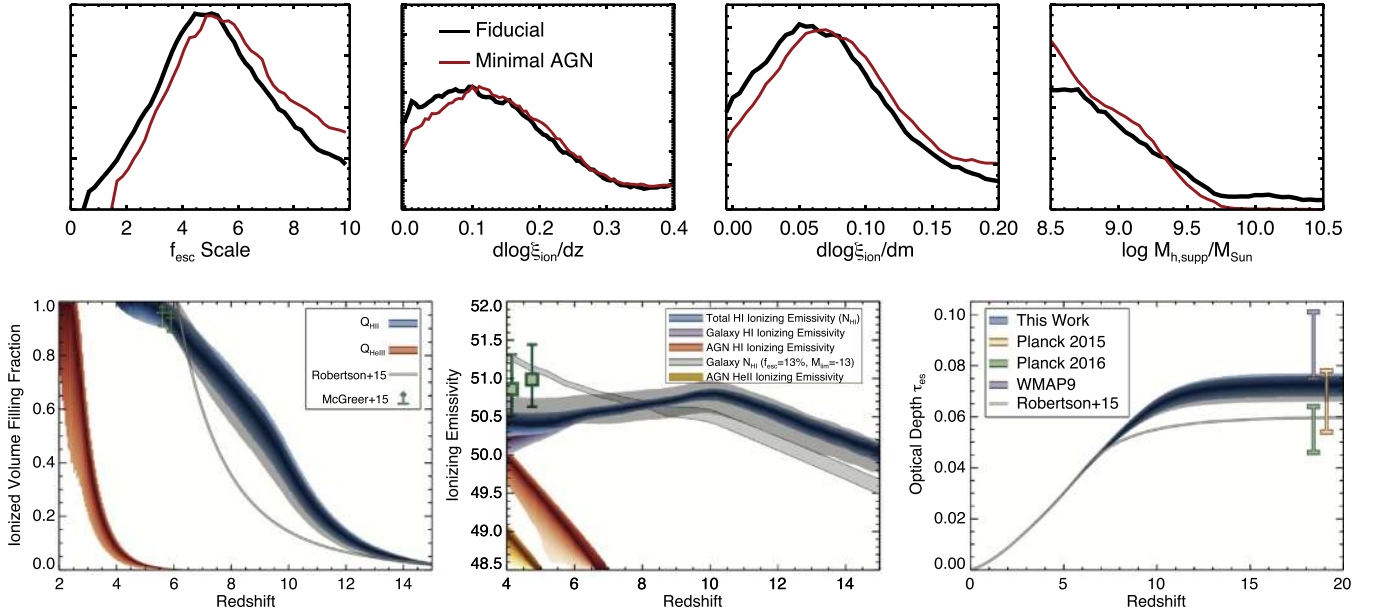 Fiducial
Minimal AGN
0 2 4 6 8 10
f_esc Scale
0.0 0.1 0.2 0.3 0.4
dlogξ_ion/dz
0.00 0.05 0.10 0.15 0.20
dlogξ_ion/dm
8.5 9.0 9.5 10.0 10.5
log M_h,supp/M_Sun
Ionized Volume Filling Fraction
1.0
0.8
0.6
0.4
0.2
0.0
Q_HII
Q_HeIII
Robertson+15
McGreer+15
2 4 6 8 10 12 14
Redshift
Ionizing Emissivity
52.0
51.5
51.0
50.5
50.0
49.5
49.0
48.5
Total HI Ionizing Emissivity (N_HI)
Galaxy HI Ionizing Emissivity
AGN HI Ionizing Emissivity
Galaxy N_HI (f_esc=13%, M_lim=-13)
AGN HeII Ionizing Emissivity
4 6 8 10 12 14
Redshift
Optical Depth τ_es
0.10
0.08
0.06
0.04
0.02
0.00
This Work
Planck 2015
Planck 2016
WMAP9
Robertson+15
0 5 10 15 20
Redshift